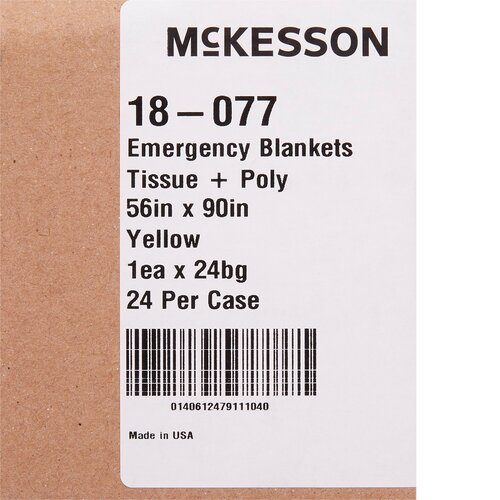 McKESSON
18-077
Emergency Blankets
Tissue + Poly
56in x 90in
Yellow
1ea x 24bg
24 Per Case
0140612479111040
Made in USA